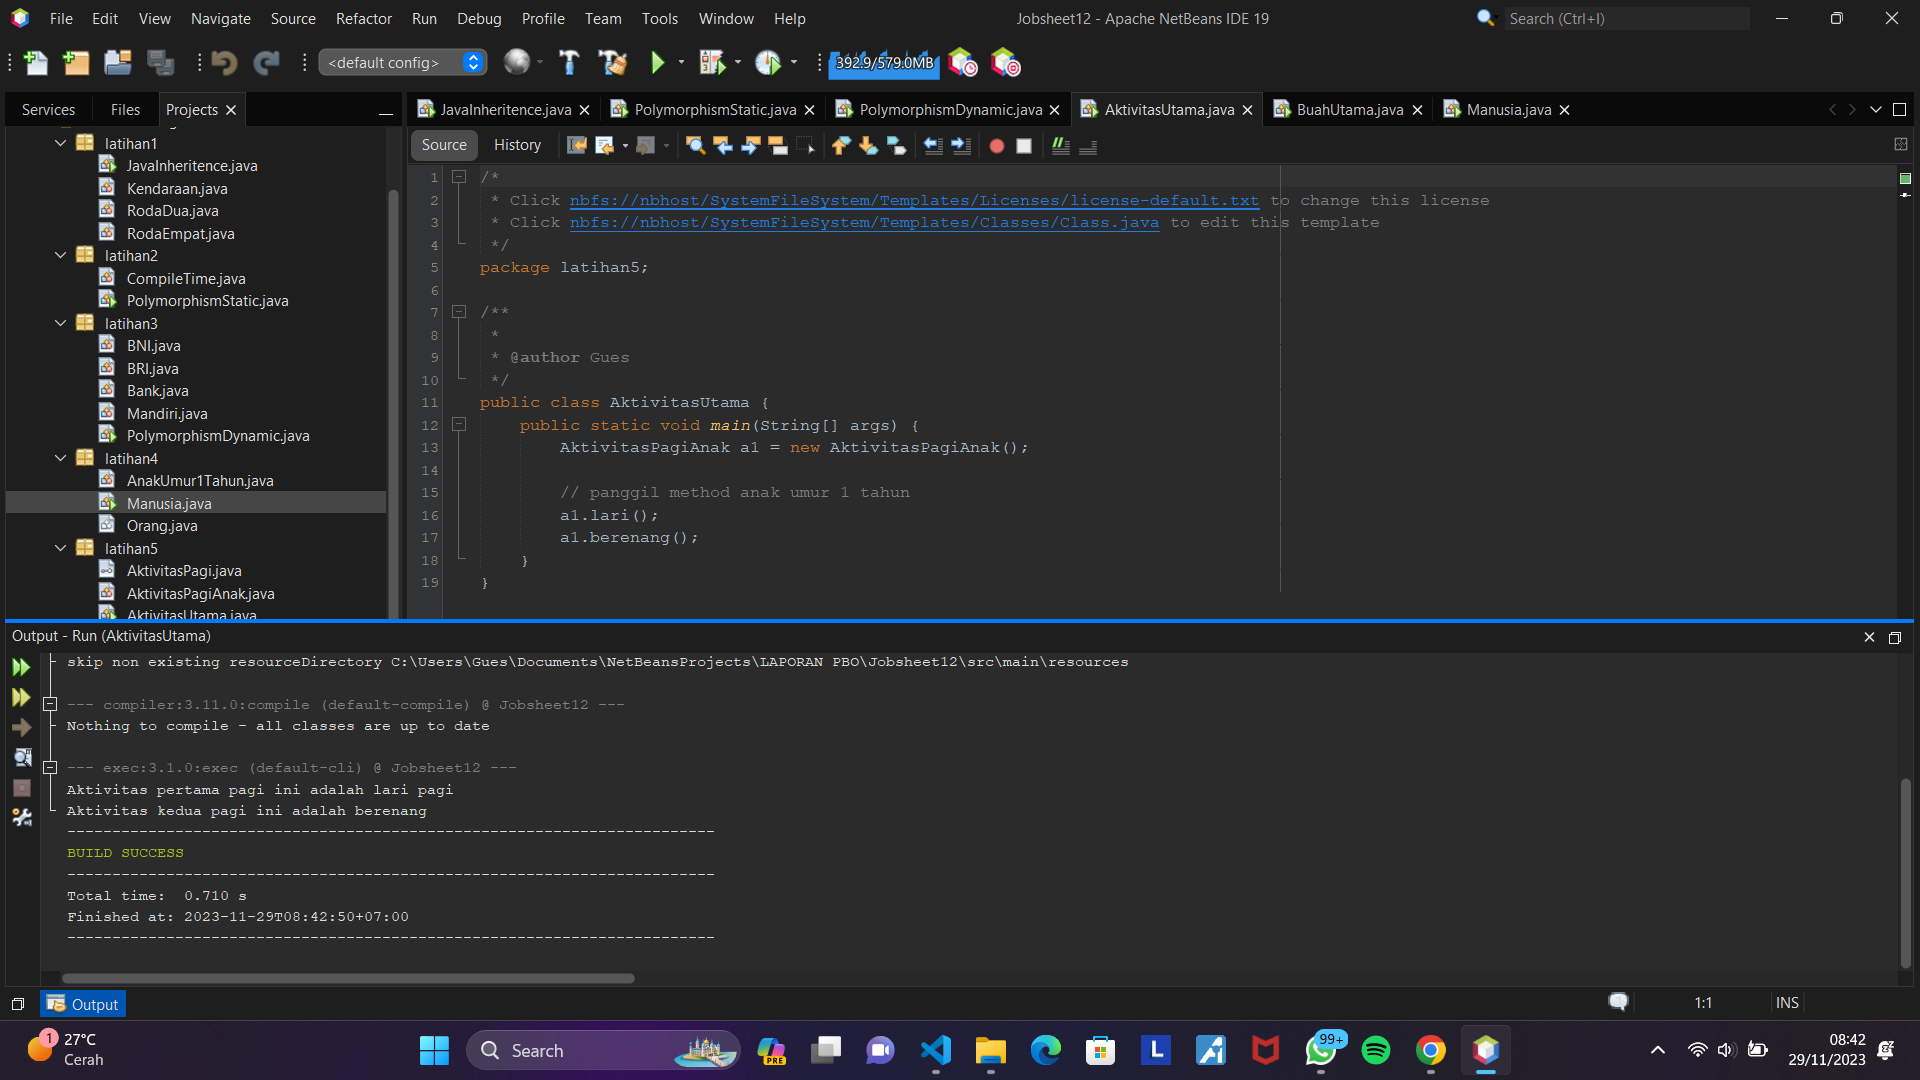 File Edit View Navigate Source Refactor Run Debug Profile Team Tools Window Help
Jobsheet12 - Apache NetBeans IDE 19
Search (Ctrl+I)
<default config>
392.9/579.0MB
Services Files Projects
JavaInheritence.java PolymorphismStatic.java PolymorphismDynamic.java AktivitasUtama.java BuahUtama.java Manusia.java
Source History
latihan1
JavaInheritence.java
Kendaraan.java
RodaDua.java
RodaEmpat.java
latihan2
CompileTime.java
PolymorphismStatic.java
latihan3
BNI.java
BRI.java
Bank.java
Mandiri.java
PolymorphismDynamic.java
latihan4
AnakUmur1Tahun.java
Manusia.java
Orang.java
latihan5
AktivitasPagi.java
AktivitasPagiAnak.java
AktivitasUtama.java
1 /*
2 * Click nbfs://nbhost/SystemFileSystem/Templates/Licenses/license-default.txt to change this license
3 * Click nbfs://nbhost/SystemFileSystem/Templates/Classes/Class.java to edit this template
4 */
5 package latihan5;
6
7 /**
8 *
9 * @author Gues
10 */
11 public class AktivitasUtama {
12 public static void main(String[] args) {
13 AktivitasPagiAnak a1 = new AktivitasPagiAnak();
14
15 // panggil method anak umur 1 tahun
16 a1.lari();
17 a1.berenang();
18 }
19 }
Output - Run (AktivitasUtama)
skip non existing resourceDirectory C:\Users\Gues\Documents\NetBeansProjects\LAPORAN PBO\Jobsheet12\src\main\resources
--- compiler:3.11.0:compile (default-compile) @ Jobsheet12 ---
Nothing to compile - all classes are up to date
--- exec:3.1.0:exec (default-cli) @ Jobsheet12 ---
Aktivitas pertama pagi ini adalah lari pagi
Aktivitas kedua pagi ini adalah berenang
------------------------------------------------------------------------
BUILD SUCCESS
------------------------------------------------------------------------
Total time: 0.710 s
Finished at: 2023-11-29T08:42:50+07:00
------------------------------------------------------------------------
Output
1:1 INS
1
27°C
Cerah
Search
PRE
L
99+
08:42
29/11/2023